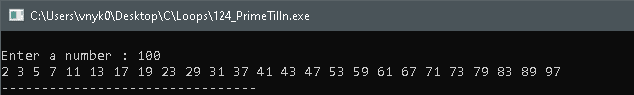 C:\Users\vnyk0\Desktop\C\Loops\124_PrimeTilln.exe
Enter a number : 100
2 3 5 7 11 13 17 19 23 29 31 37 41 43 47 53 59 61 67 71 73 79 83 89 97
--------------------------------